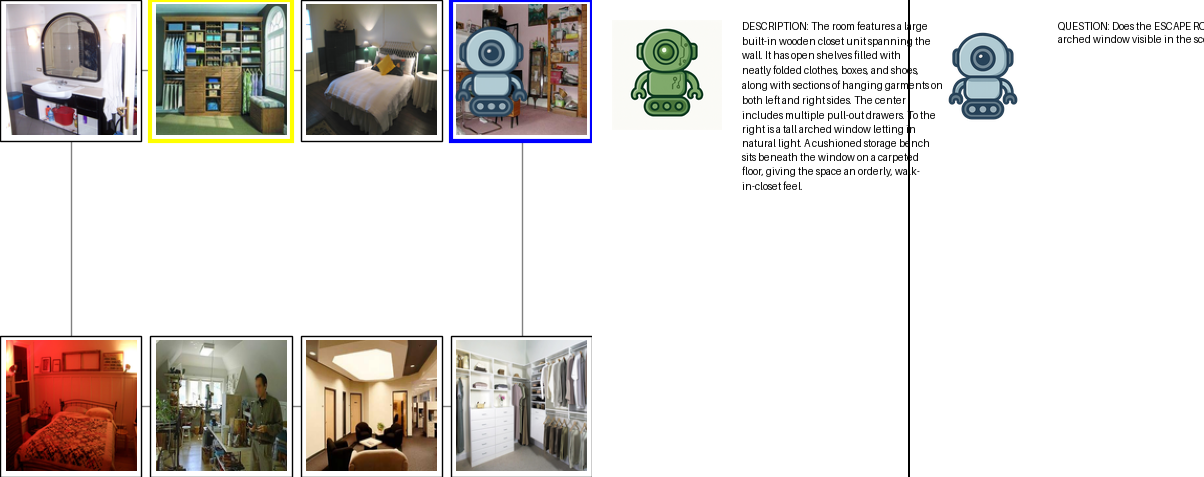 DESCRIPTION: The room features a large
built-in wooden closet unit spanning the
wall. It has open shelves filled with
neatly folded clothes, boxes, and shoes,
along with sections of hanging garments on
both left and right sides. The center
includes multiple pull-out drawers. To the
right is a tall arched window letting in
natural light. A cushioned storage bench
sits beneath the window on a carpeted
floor, giving the space an orderly, walk-
in-closet feel.
QUESTION: Does the ESCAPE
arched window visible in the